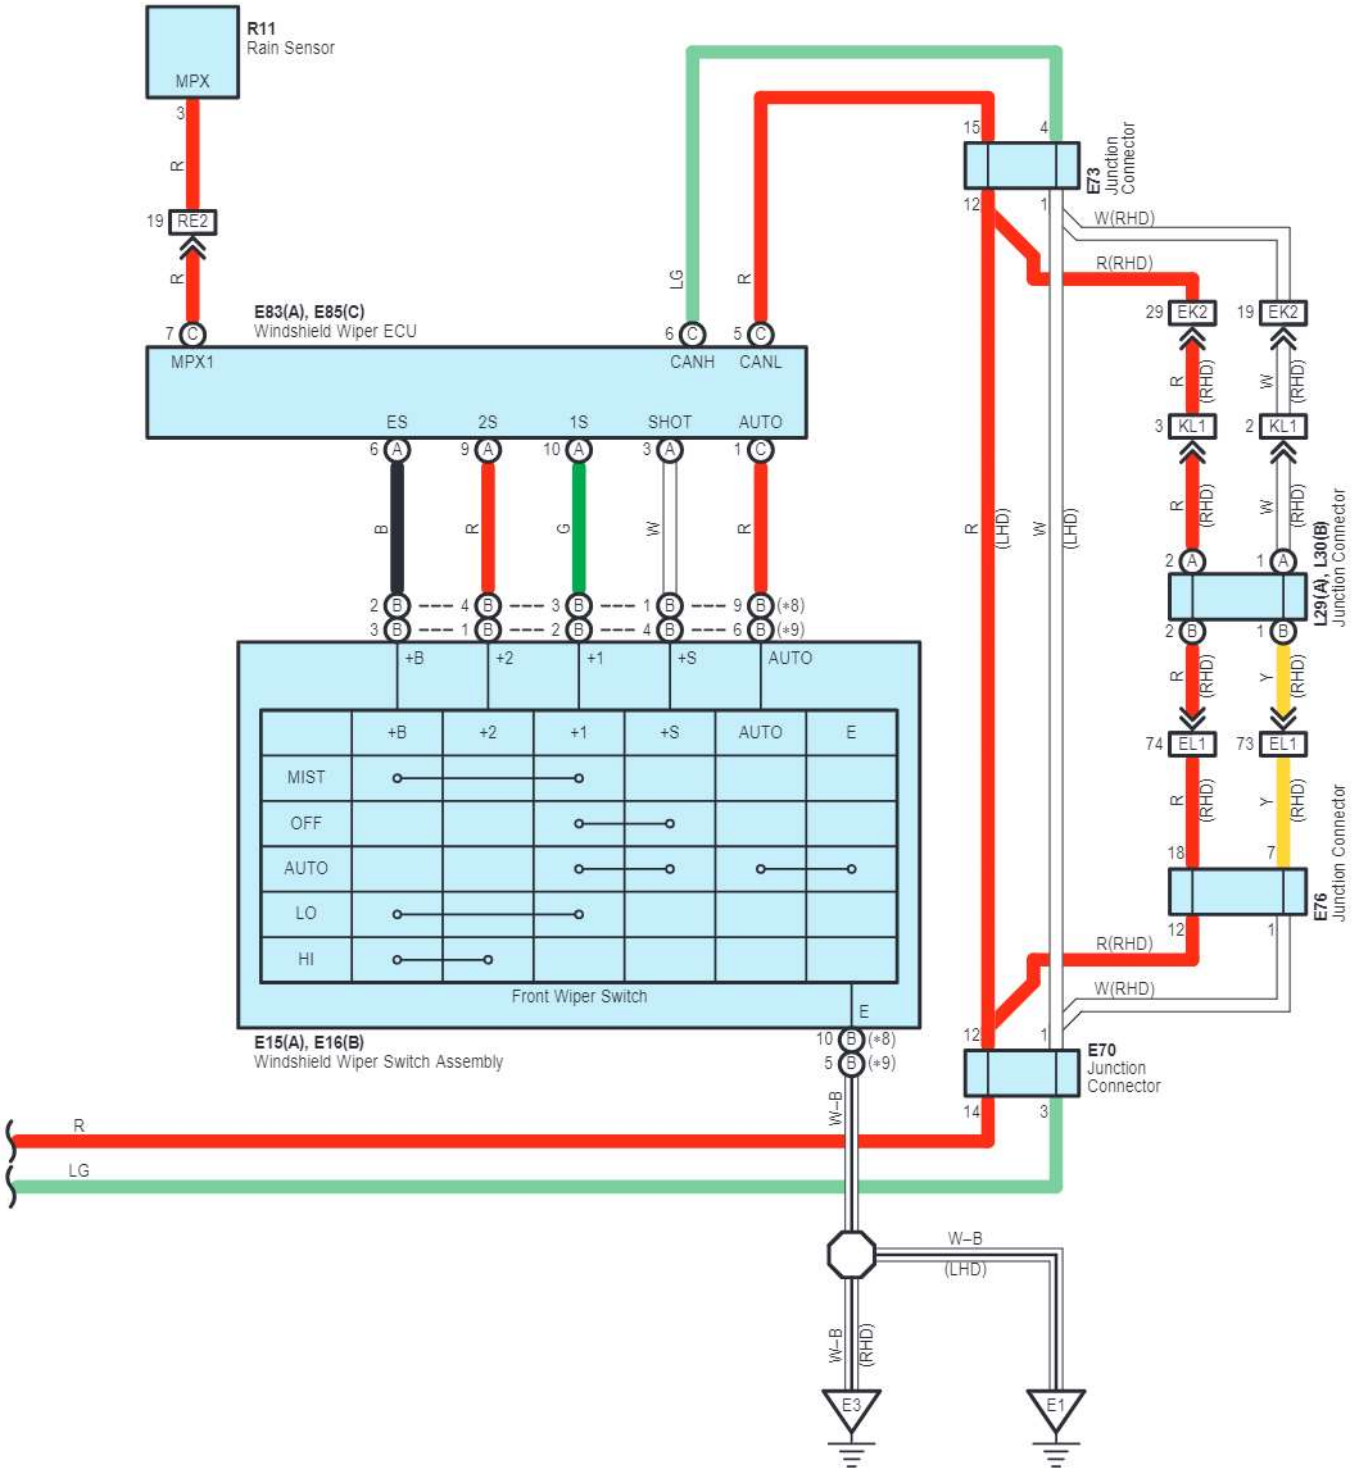 R11
Rain Sensor
MPX
3
R
19 RE2
R
7 C
MPX1
E83(A), E85(C)
Windshield Wiper ECU
LG
R
6 C
5 C
CANH
CANL
15
4
E73
Junction
Connector
12
1
W(RHD)
R(RHD)
29 EK2
19 EK2
R
(RHD)
W
(RHD)
3 KL1
2 KL1
R
(RHD)
W
(RHD)
2 A
1 A
L29(A), L30(B)
Junction Connector
2 B
1 B
R
(RHD)
Y
(RHD)
74 EL1
73 EL1
R
(RHD)
Y
(RHD)
18
7
E76
Junction Connector
12
1
R(RHD)
W(RHD)
R
(LHD)
W
(LHD)
ES
2S
1S
SHOT
AUTO
6 A
9 A
10 A
3 A
1 C
B
R
G
W
R
2 B
4 B
3 B
1 B
9 B (*8)
3 B
1 B
2 B
4 B
6 B (*9)
+B
+2
+1
+S
AUTO
+B
+2
+1
+S
AUTO
E
MIST
OFF
AUTO
LO
HI
Front Wiper Switch
E
E15(A), E16(B)
Windshield Wiper Switch Assembly
10 B (*8)
5 B (*9)
12
1
E70
Junction
Connector
14
3
R
LG
W–B
W–B
(LHD)
W–B
(RHD)
E3
E1